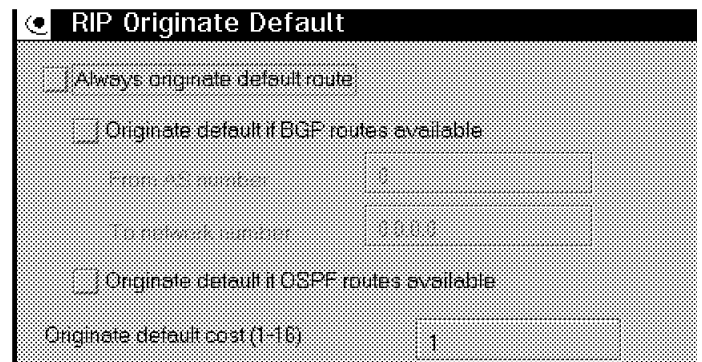 RIP Originate Default
Always originate default route
Originate default if BGP routes available
From AS number 0
To network number 0.0.0.0
Originate default if OSPF routes available
Originate default cost (1-16) 1